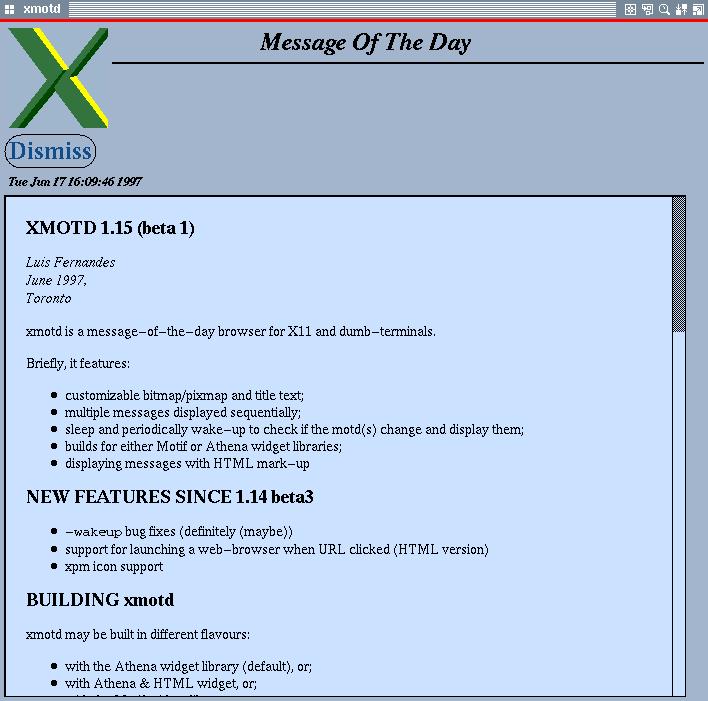 xmotd
Message Of The Day
Dismiss
Tue Jun 17 16:09:46 1997
XMOTD 1.15 (beta 1)
Luis Fernandes
June 1997,
Toronto
xmotd is a message-of-the-day browser for X11 and dumb-terminals.
Briefly, it features:
customizable bitmap/pixmap and title text;
multiple messages displayed sequentially;
sleep and periodically wake-up to check if the motd(s) change and display them;
builds for either Motif or Athena widget libraries;
displaying messages with HTML mark-up
NEW FEATURES SINCE 1.14 beta3
-wakeup bug fixes (definitely (maybe))
support for launching a web-browser when URL clicked (HTML version)
xpm icon support
BUILDING xmotd
xmotd may be built in different flavours:
with the Athena widget library (default), or;
with Athena & HTML widget, or;